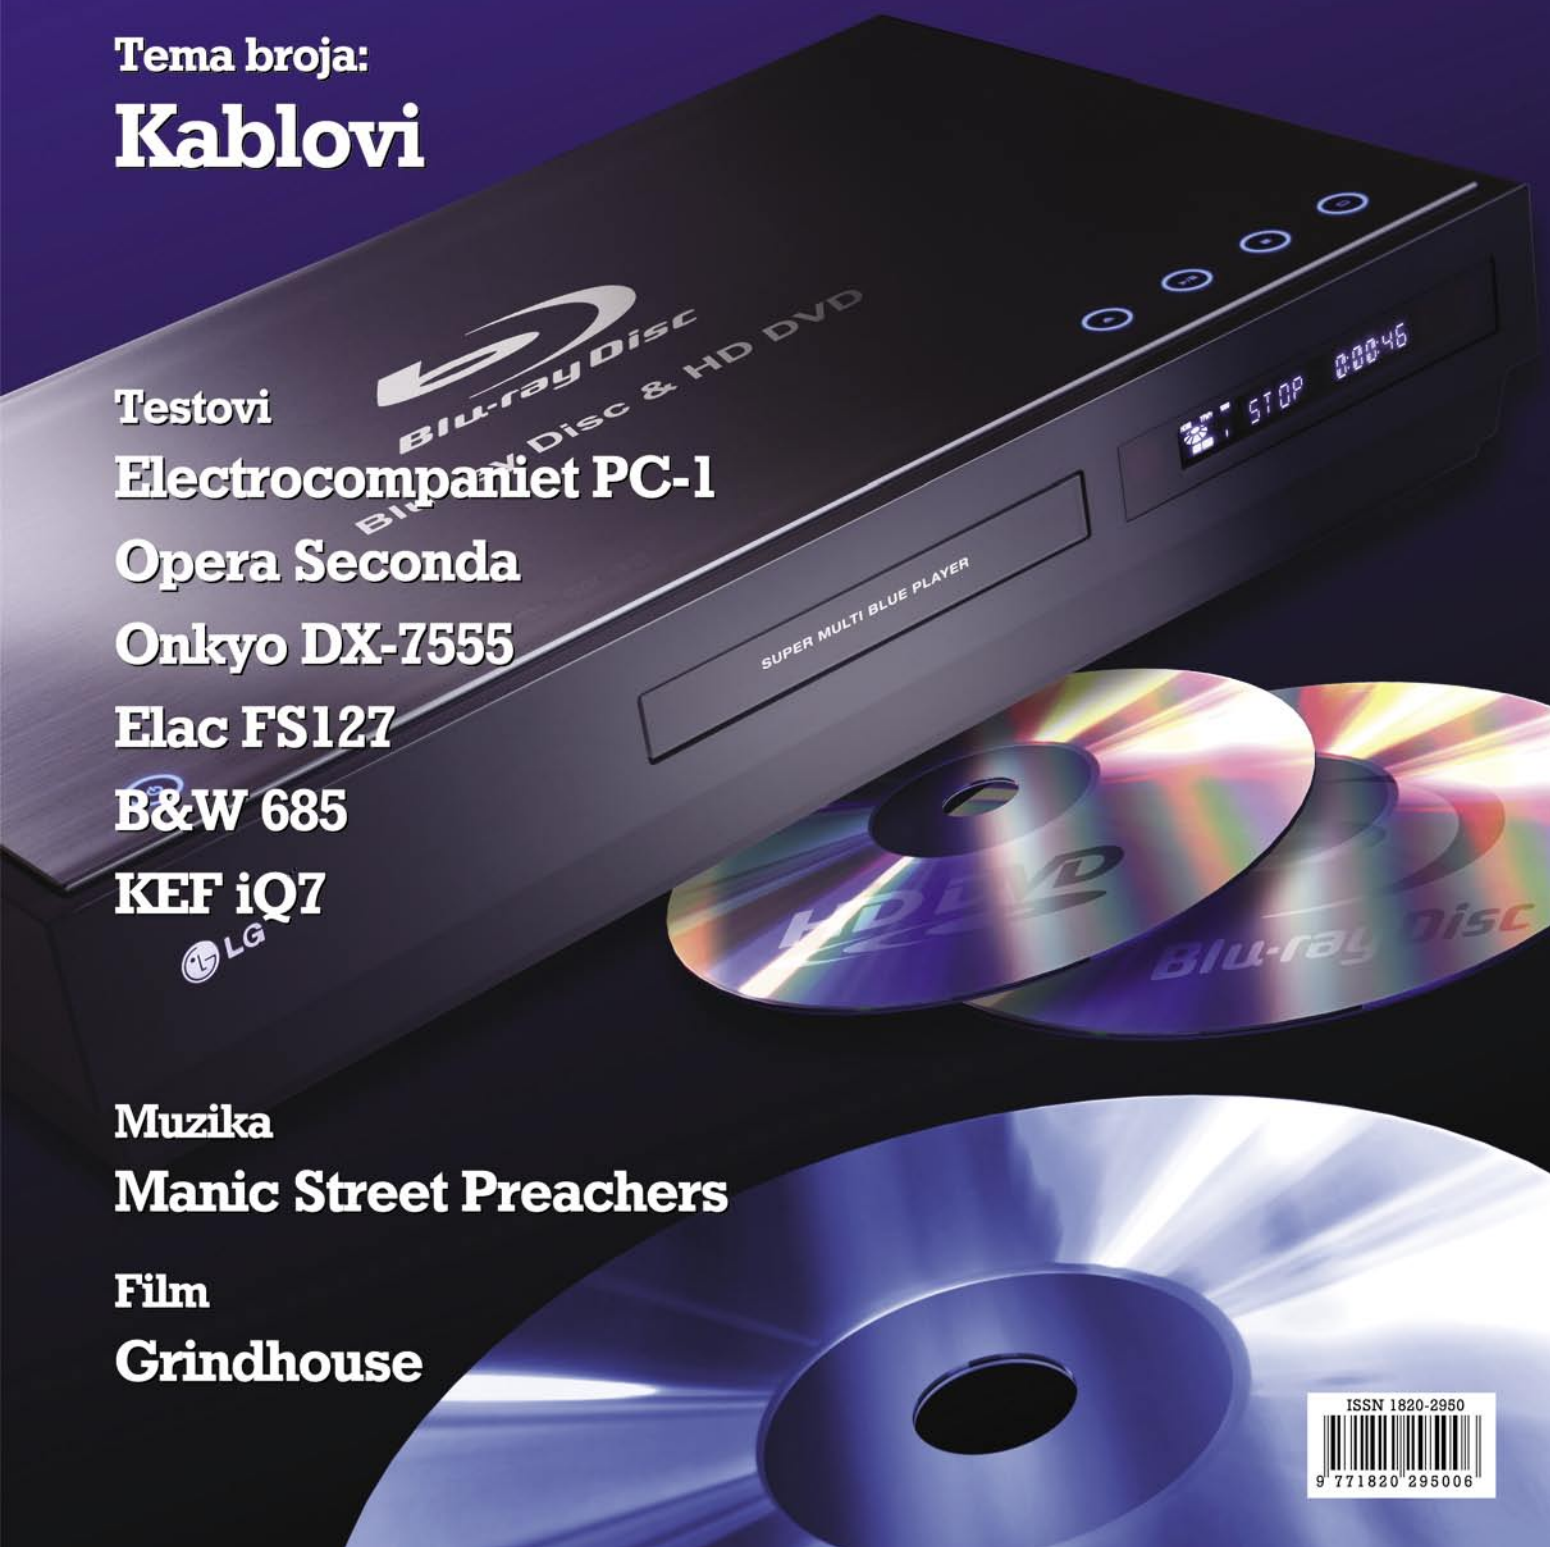 Tema broja:
Kablovi
Blu-ray Disc
Blu-ray Disc & HD DVD
STOP 0:00:46
Testovi
Electrocompaniet PC-1
Opera Seconda
Onkyo DX-7555
Elac FS127
B&W 685
KEF iQ7
SUPER MULTI BLUE PLAYER
LG
HD DVD
Blu-ray Disc
Muzika
Manic Street Preachers
Film
Grindhouse
ISSN 1820-2950
9 771820 295006